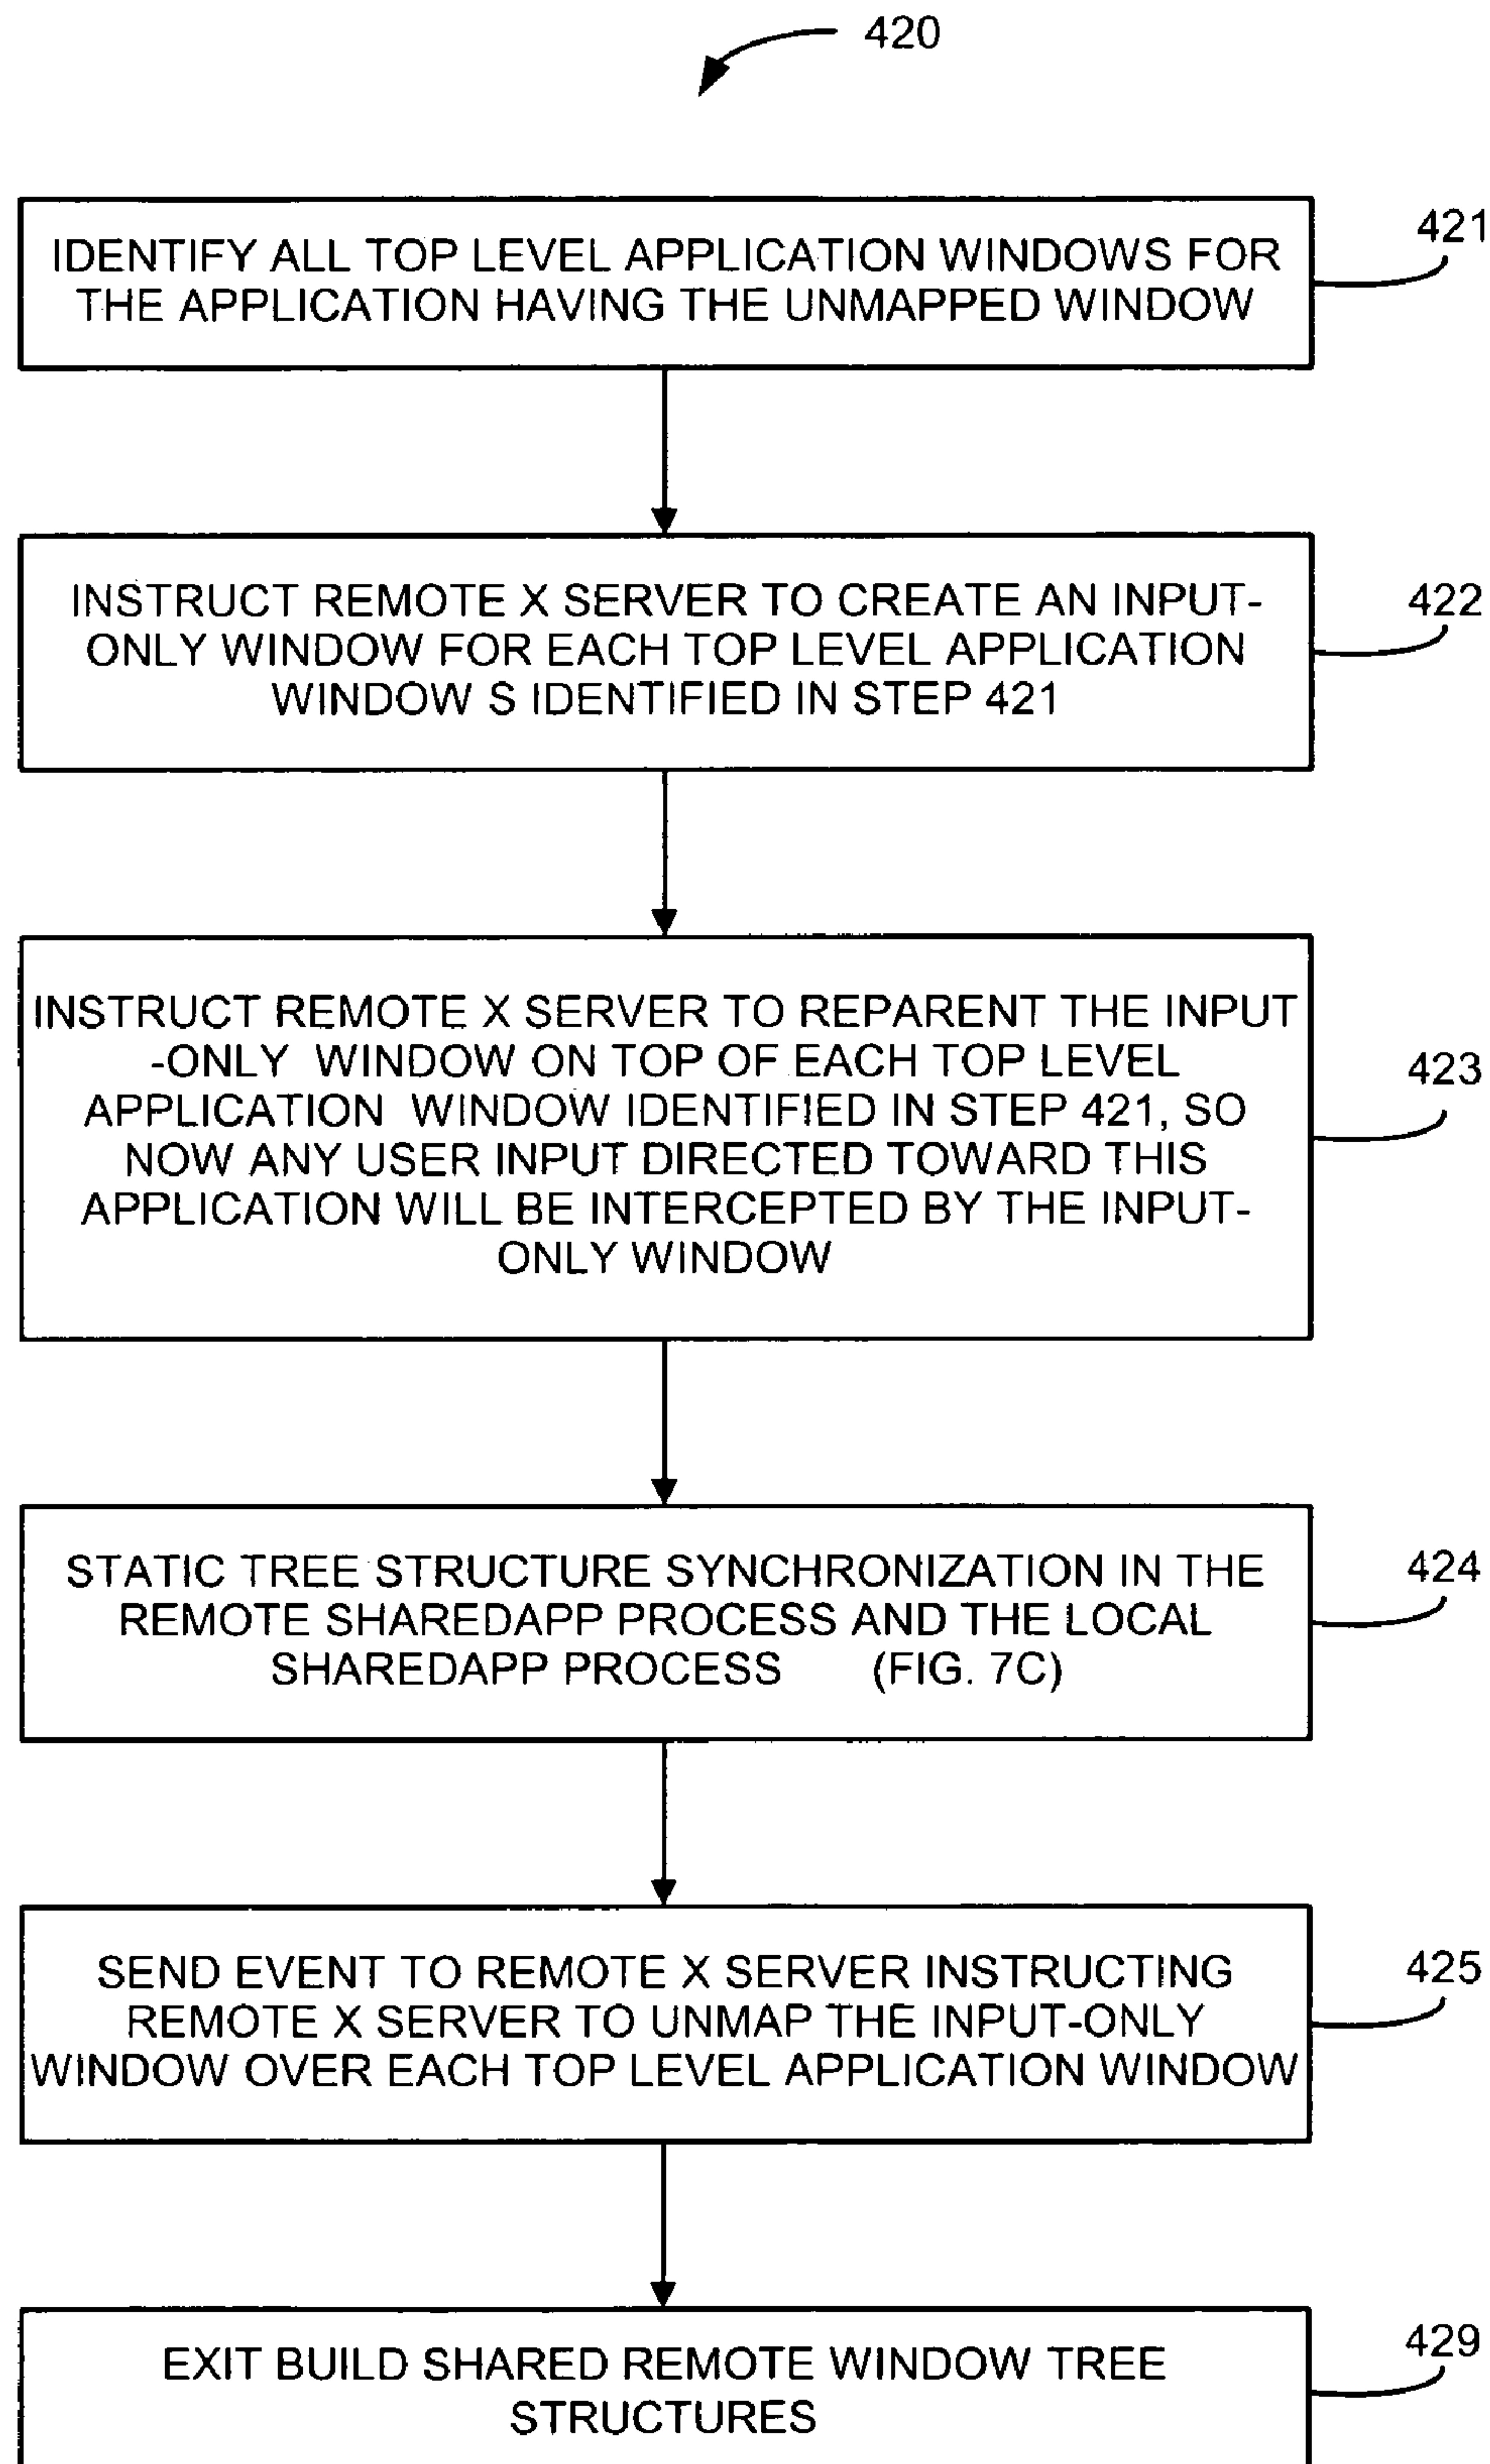 420
IDENTIFY ALL TOP LEVEL APPLICATION WINDOWS FOR
THE APPLICATION HAVING THE UNMAPPED WINDOW
421
INSTRUCT REMOTE X SERVER TO CREATE AN INPUT-
ONLY WINDOW FOR EACH TOP LEVEL APPLICATION
WINDOW S IDENTIFIED IN STEP 421
422
INSTRUCT REMOTE X SERVER TO REPARENT THE INPUT
-ONLY WINDOW ON TOP OF EACH TOP LEVEL
APPLICATION WINDOW IDENTIFIED IN STEP 421, SO
NOW ANY USER INPUT DIRECTED TOWARD THIS
APPLICATION WILL BE INTERCEPTED BY THE INPUT-
ONLY WINDOW
423
STATIC TREE STRUCTURE SYNCHRONIZATION IN THE
REMOTE SHAREDAPP PROCESS AND THE LOCAL
SHAREDAPP PROCESS (FIG. 7C)
424
SEND EVENT TO REMOTE X SERVER INSTRUCTING
REMOTE X SERVER TO UNMAP THE INPUT-ONLY
WINDOW OVER EACH TOP LEVEL APPLICATION WINDOW
425
EXIT BUILD SHARED REMOTE WINDOW TREE
STRUCTURES
429